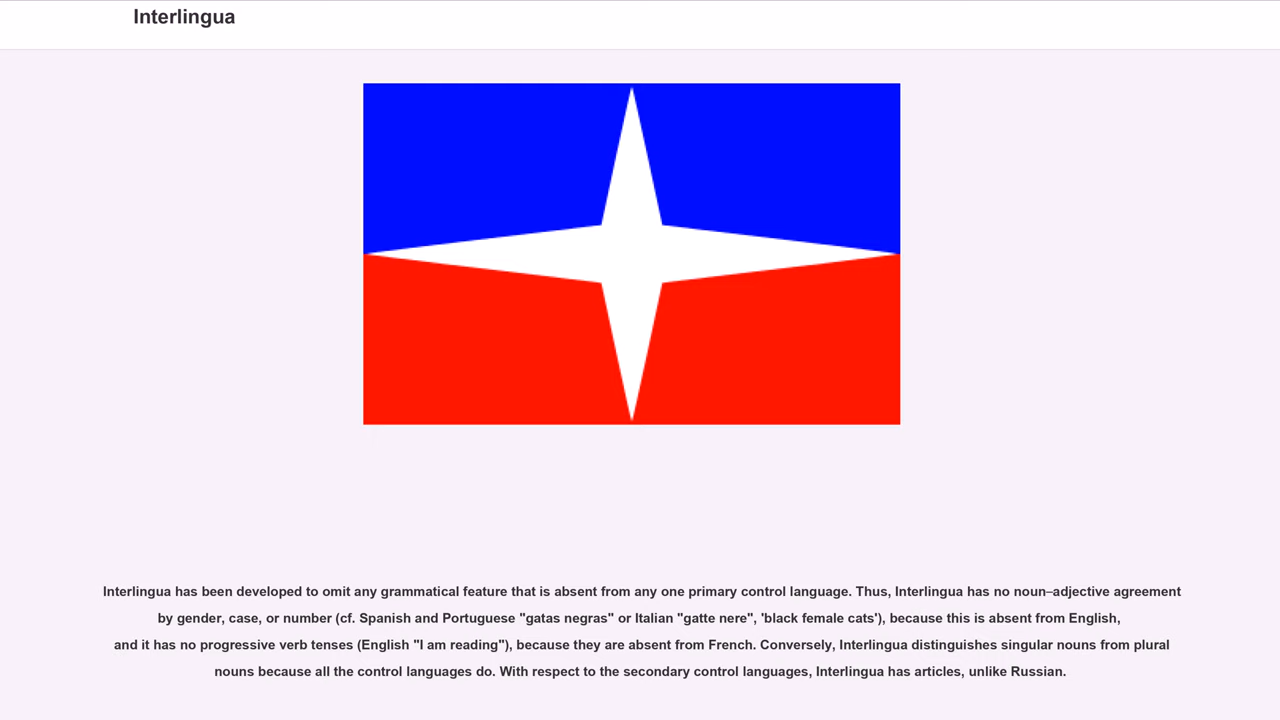 Interlingua
Interlingua has been developed to omit any grammatical feature that is absent from any one primary control language. Thus, Interlingua has no noun–adjective agreement
by gender, case, or number (cf. Spanish and Portuguese "gatas negras" or Italian "gatte nere", 'black female cats'), because this is absent from English,
and it has no progressive verb tenses (English "I am reading"), because they are absent from French. Conversely, Interlingua distinguishes singular nouns from plural
nouns because all the control languages do. With respect to the secondary control languages, Interlingua has articles, unlike Russian.